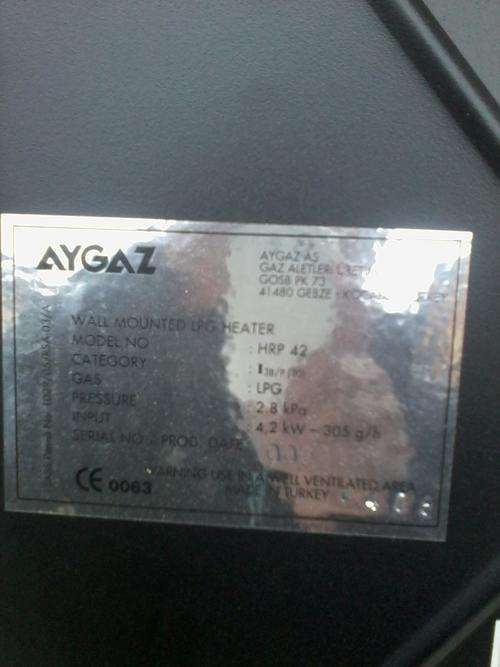 AYGAZ
AYGAZ AS
GAZ ALETLERI
GOSB PK 73
41480 GEBZE -
WALL MOUNTED LPG HEATER
MODEL NO : HRP 42
CATEGORY : I3B/P(30)
GAS : LPG
PRESSURE : 2.8 kPa
INPUT : 4.2 kW – 305 g/h
SERIAL NO / PROD. DATE :
CE 0063
WARNING USE IN A WELL VENTILATED AREA
MADE IN TURKEY